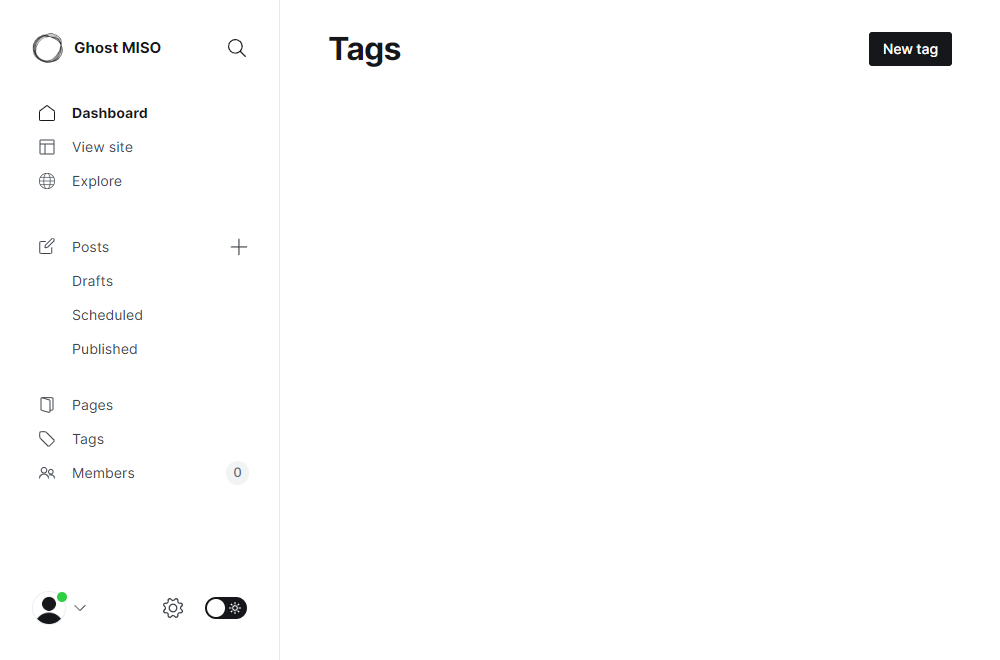 Ghost MISO
Dashboard
View site
Explore
Posts
Drafts
Scheduled
Published
Pages
Tags
Members 0
Tags
New tag